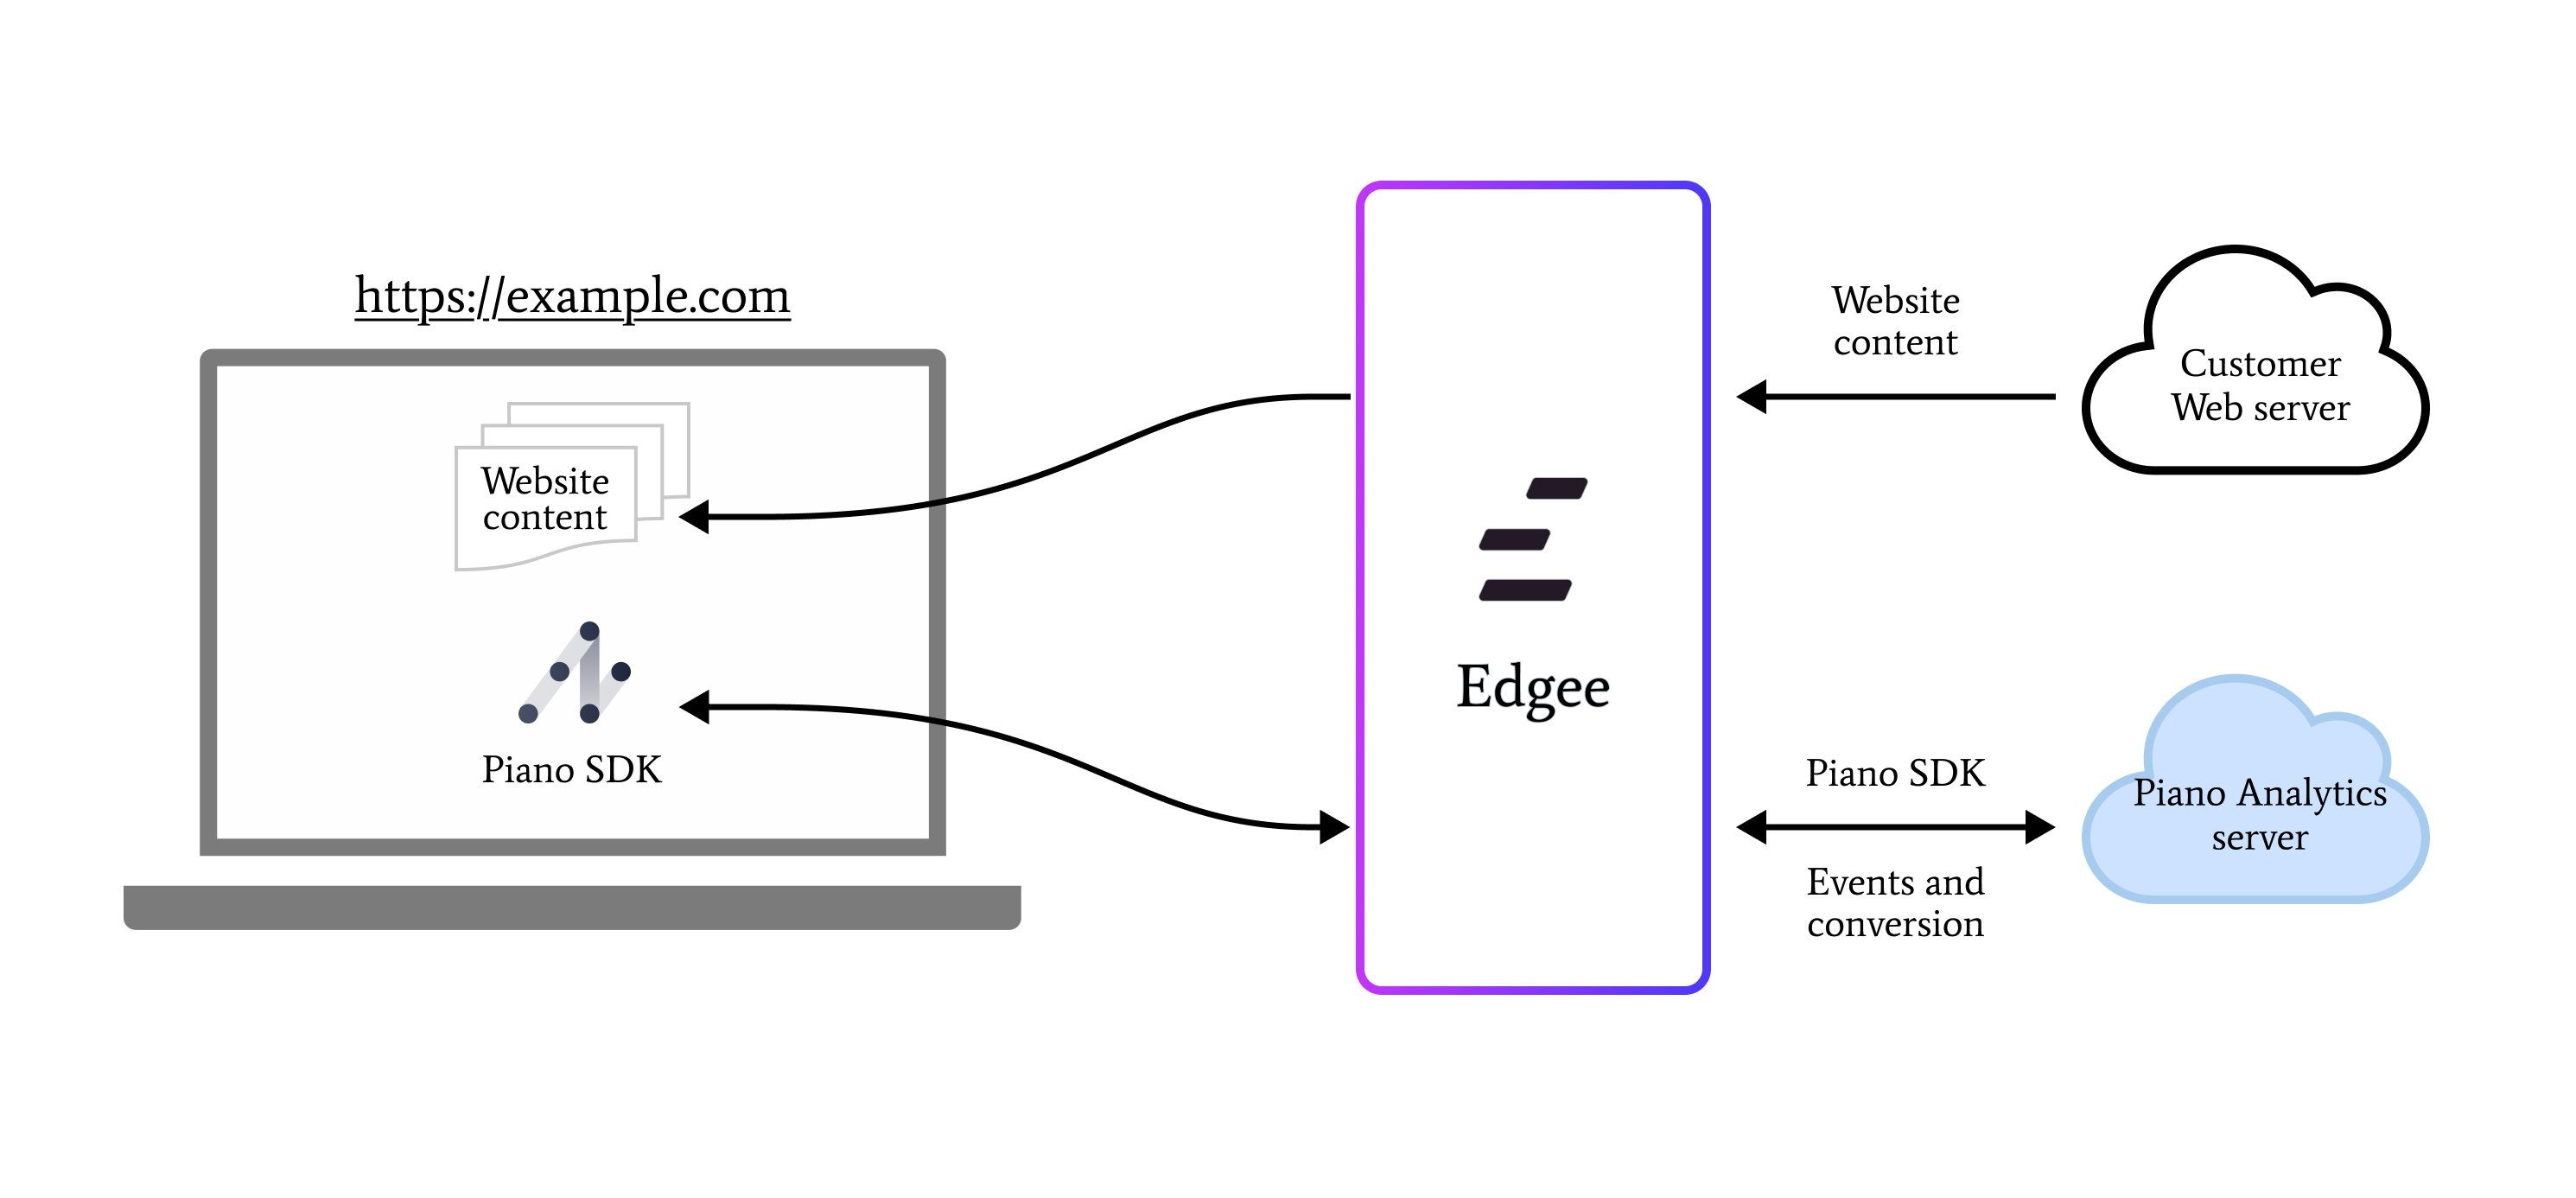 https://example.com
Website
content
Piano SDK
Edgee
Website
content
Customer
Web server
Piano SDK
Events and
conversion
Piano Analytics
server